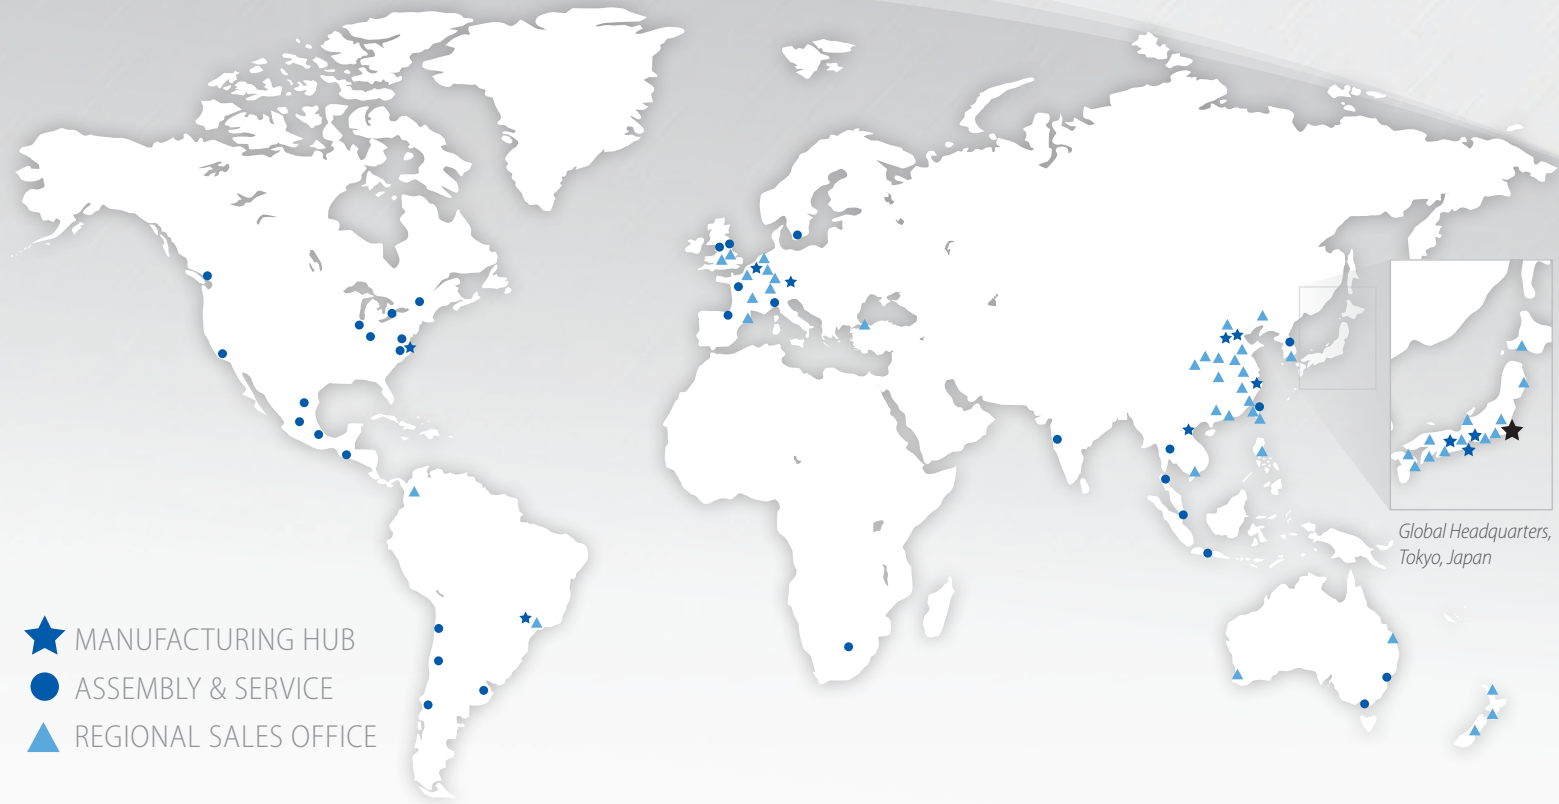 Global Headquarters,
Tokyo, Japan
MANUFACTURING HUB
ASSEMBLY & SERVICE
REGIONAL SALES OFFICE